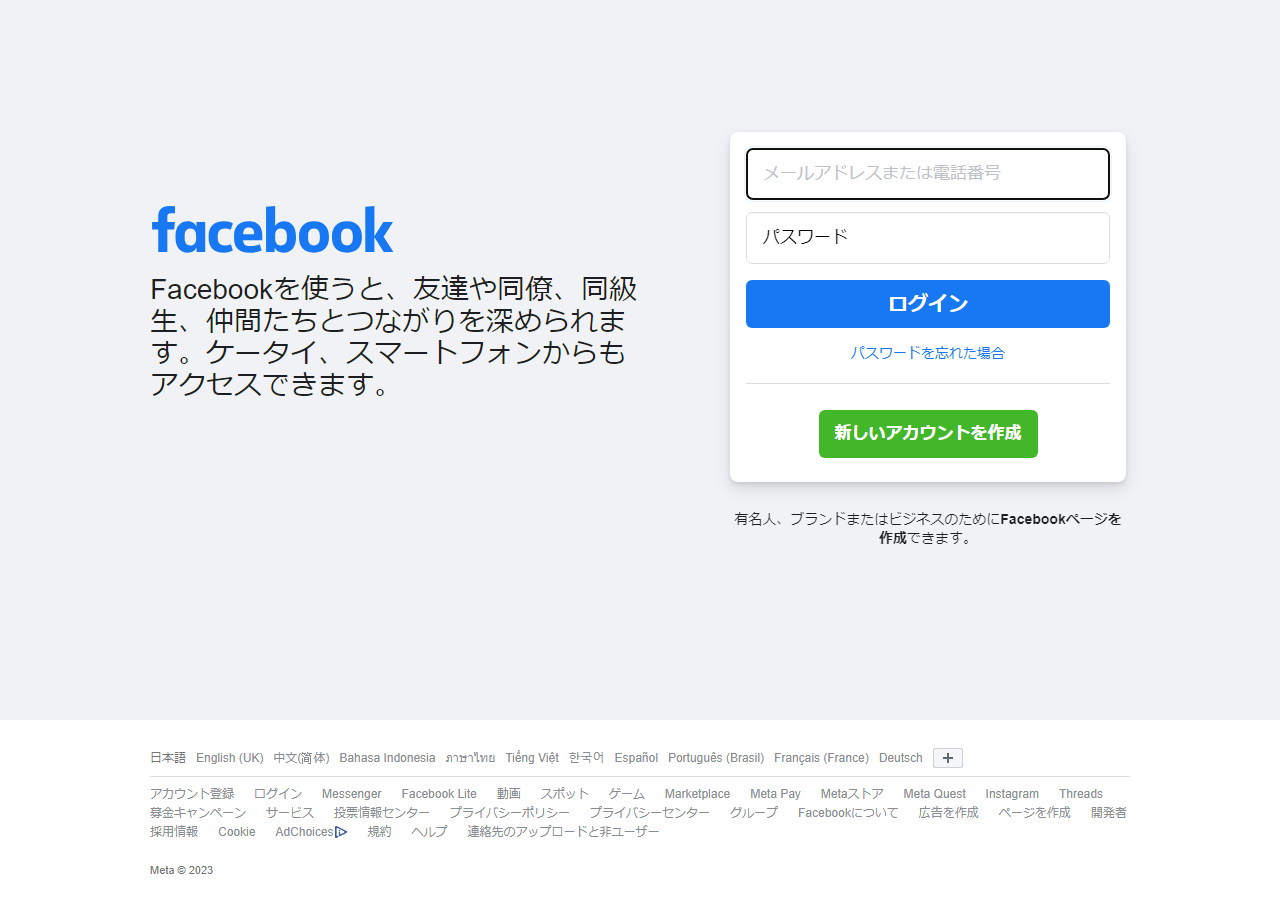 facebook
Facebookを使うと、友達や同僚、同級
生、仲間たちとつながりを深められま
す。ケータイ、スマートフォンからも
アクセスできます。
メールアドレスまたは電話番号
パスワード
ログイン
パスワードを忘れた場合
新しいアカウントを作成
有名人、ブランドまたはビジネスのためにFacebookページを
作成できます。
日本語 English (UK) 中文(简体) Bahasa Indonesia ภาษาไทย Tiếng Việt 한국어 Español Português (Brasil) Français (France) Deutsch
アカウント登録 ログイン Messenger Facebook Lite 動画 スポット ゲーム Marketplace Meta Pay Metaストア Meta Quest Instagram Threads
募金キャンペーン サービス 投票情報センター プライバシーポリシー プライバシーセンター グループ Facebookについて 広告を作成 ページを作成 開発者
採用情報 Cookie AdChoices 規約 ヘルプ 連絡先のアップロードと非ユーザー
Meta © 2023